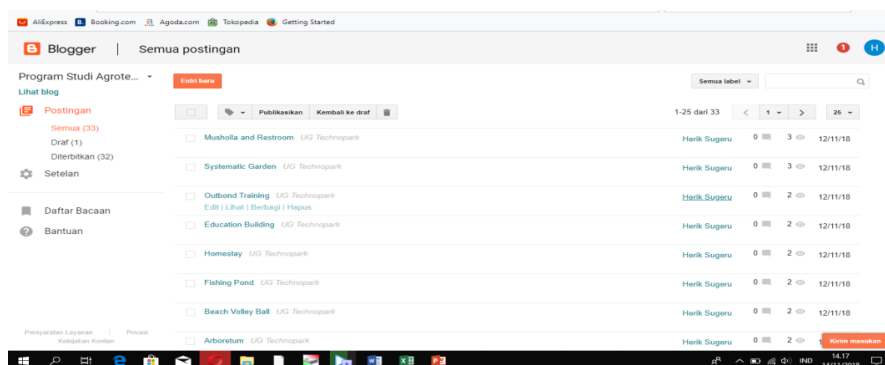 AliExpress B. Booking.com Agoda.com Tokopedia Getting Started
Blogger | Semua postingan 1 H
Program Studi Agrote...
Lihat blog
Entri baru Semua label
Postingan
Publikasikan Kembali ke draf 1-25 dari 33 < 1 > 25
Semua (33)
Draf (1)
Diterbitkan (32)
Setelan
Daftar Bacaan
Bantuan
Musholla and Restroom UG Technopark Herik Sugeru 0 3 12/11/18
Systematic Garden UG Technopark Herik Sugeru 0 3 12/11/18
Outbond Training UG Technopark Herik Sugeru 0 2 12/11/18
Edit | Lihat | Berbagi | Hapus
Education Building UG Technopark Herik Sugeru 0 2 12/11/18
Homestay UG Technopark Herik Sugeru 0 2 12/11/18
Fishing Pond UG Technopark Herik Sugeru 0 2 12/11/18
Beach Volley Ball UG Technopark Herik Sugeru 0 2 12/11/18
Arboretum UG Technopark Herik Sugeru 0 2
Kirim masukan
Persyaratan Layanan | Privasi
Kebijakan Konten
IND 14.17
14/11/2018